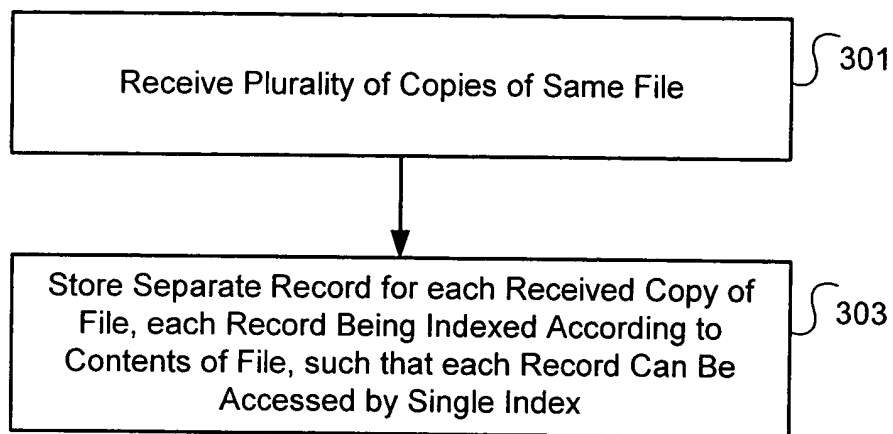 Receive Plurality of Copies of Same File
301
Store Separate Record for each Received Copy of
File, each Record Being Indexed According to
Contents of File, such that each Record Can Be
Accessed by Single Index
303